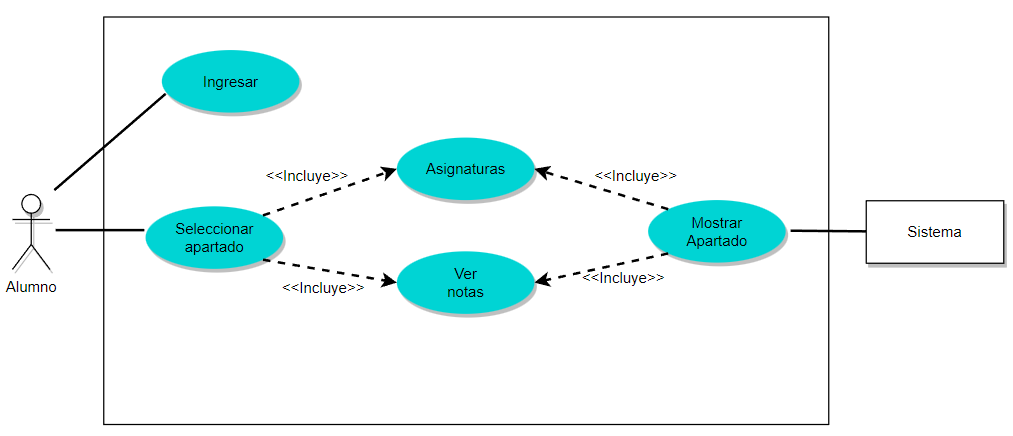 Ingresar
<<Incluye>>
Asignaturas
<<Incluye>>
Alumno
Seleccionar
apartado
Mostrar
Apartado
Sistema
<<Incluye>>
Ver
notas
<<Incluye>>